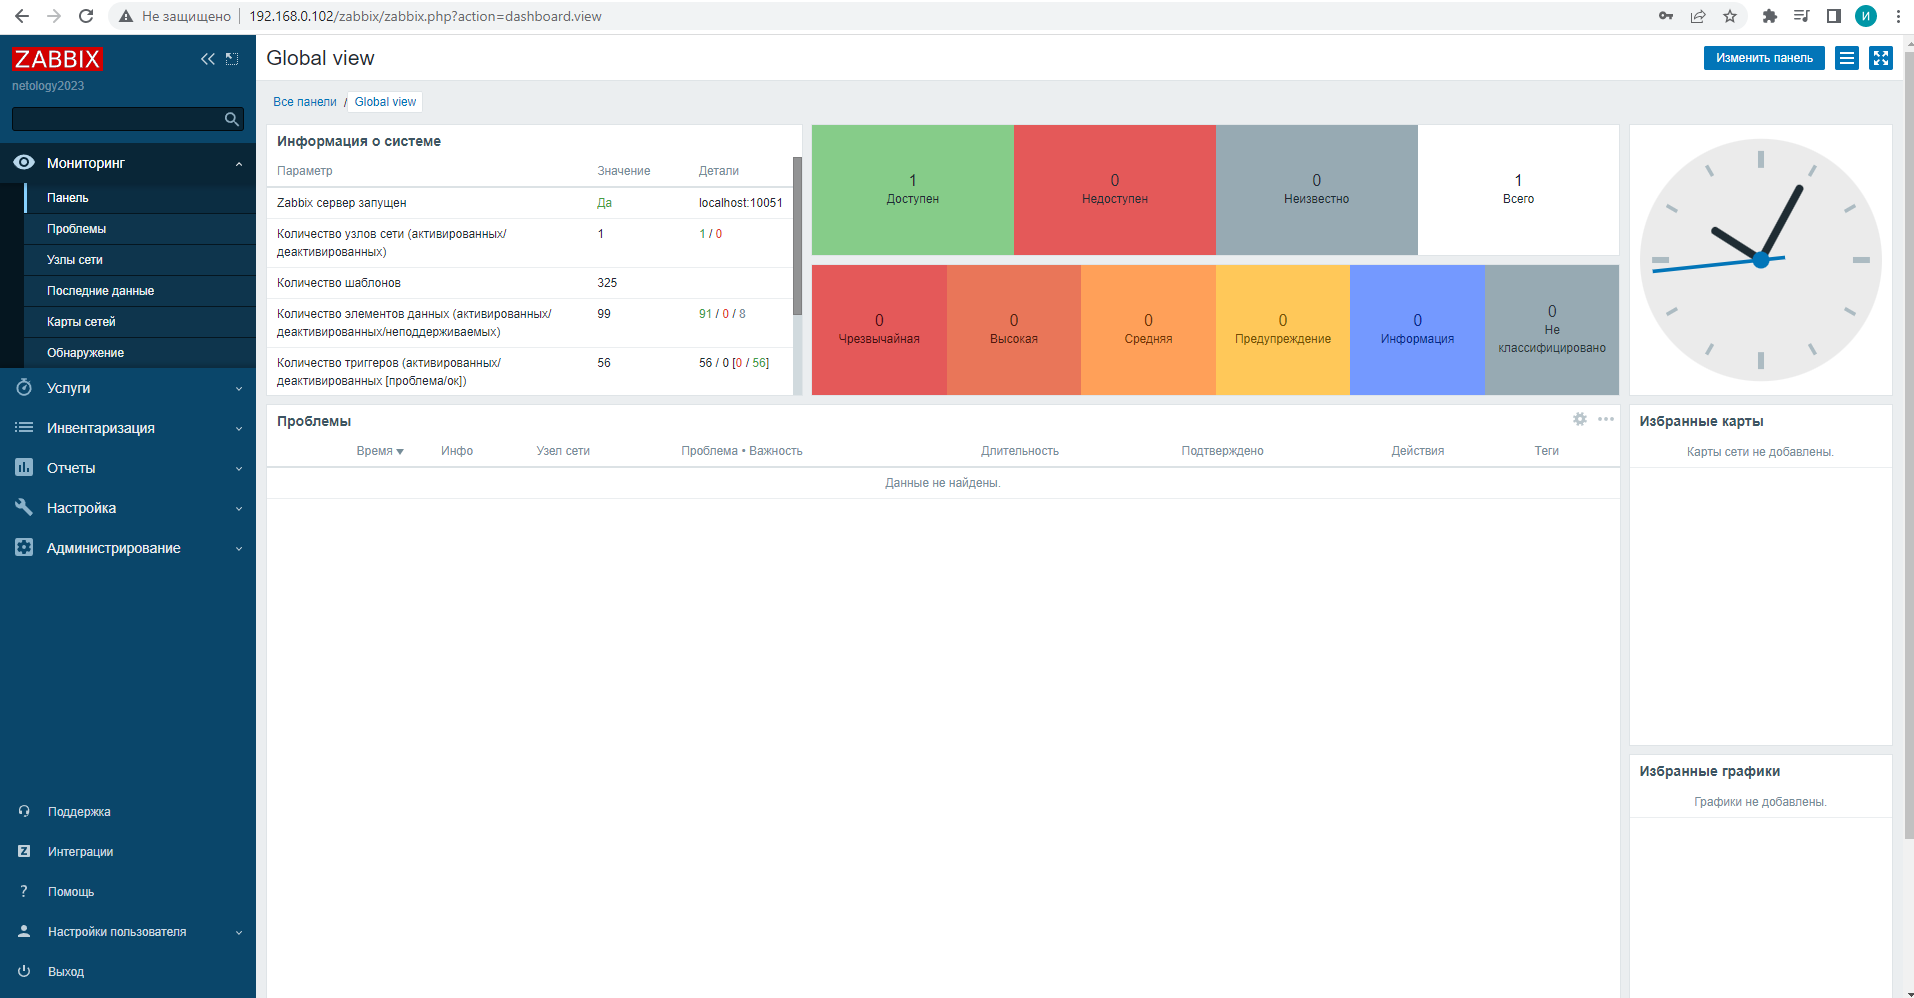 Не защищено
192.168.0.102/zabbix/zabbix.php?action=dashboard.view
И
ZABBIX
netology2023
Мониторинг
Панель
Проблемы
Узлы сети
Последние данные
Карты сетей
Обнаружение
Услуги
Инвентаризация
Отчеты
Настройка
Администрирование
Поддержка
Z
Интеграции
?
Помощь
Настройки пользователя
Выход
Global view
Изменить панель
Все панели / Global view
Информация о системе
Параметр Значение Детали
Zabbix сервер запущен Да localhost:10051
Количество узлов сети (активированных/
деактивированных) 1 1 / 0
Количество шаблонов 325
Количество элементов данных (активированных/
деактивированных/неподдерживаемых) 99 91 / 0 / 8
Количество триггеров (активированных/
деактивированных [проблема/ок]) 56 56 / 0 [0 / 56]
1
Доступен
0
Недоступен
0
Неизвестно
1
Всего
0
Чрезвычайная
0
Высокая
0
Средняя
0
Предупреждение
0
Информация
0
Не
классифицировано
Проблемы
Время Инфо Узел сети Проблема • Важность Длительность Подтверждено Действия Теги
Данные не найдены.
Избранные карты
Карты сети не добавлены.
Избранные графики
Графики не добавлены.